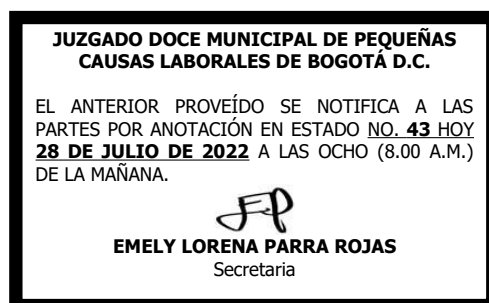 JUZGADO DOCE MUNICIPAL DE PEQUEÑAS
CAUSAS LABORALES DE BOGOTÁ D.C.
EL ANTERIOR PROVEÍDO SE NOTIFICA A LAS
PARTES POR ANOTACIÓN EN ESTADO NO. 43 HOY
28 DE JULIO DE 2022 A LAS OCHO (8.00 A.M.)
DE LA MAÑANA.
EMELY LORENA PARRA ROJAS
Secretaria